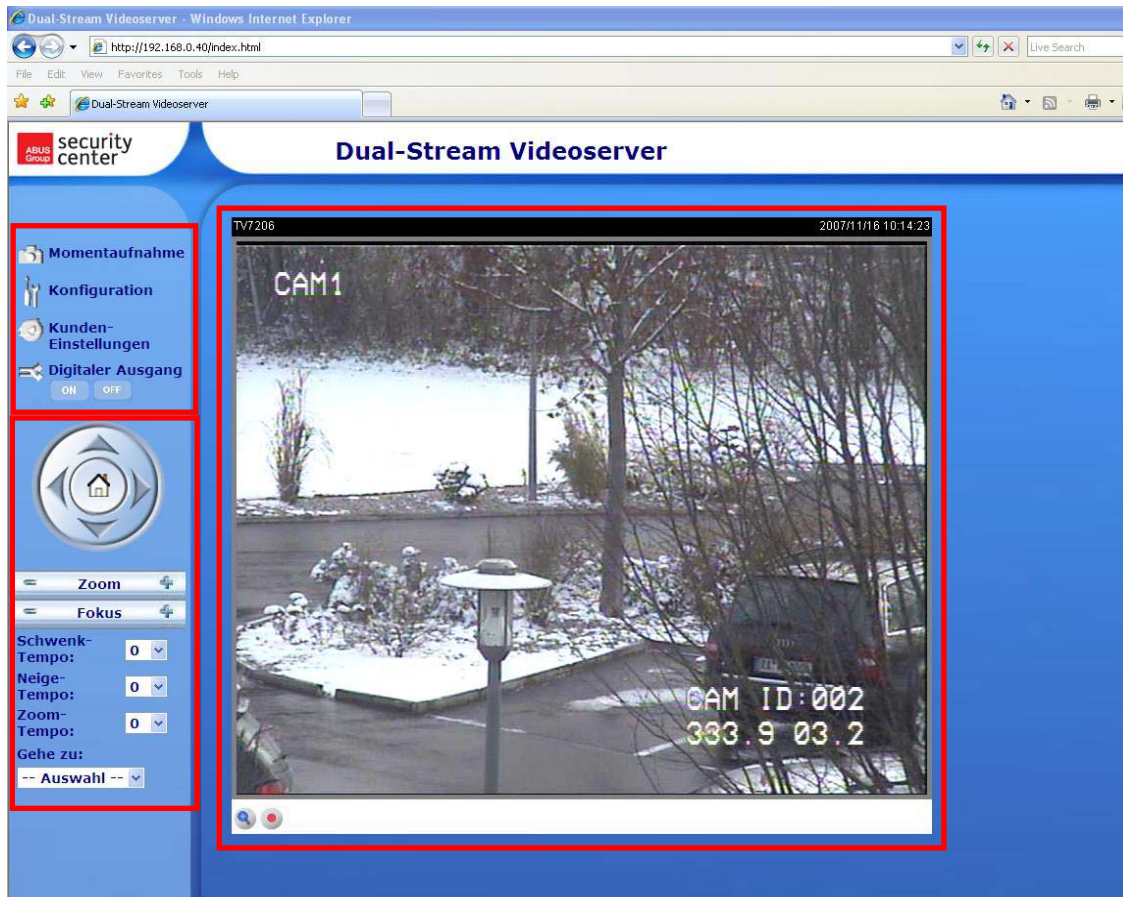 Dual-Stream Videoserver - Windows Internet Explorer
http://192.168.0.40/index.html
Live Search
File Edit View Favorites Tools Help
Dual-Stream Videoserver
ABUS Group
security center
Dual-Stream Videoserver
Momentaufnahme
Konfiguration
Kunden-
Einstellungen
Digitaler Ausgang
ON OFF
Zoom
Fokus
Schwenk-
Tempo: 0
Neige-
Tempo: 0
Zoom-
Tempo: 0
Gehe zu:
-- Auswahl --
TV7206 2007/11/16 10:14:23
CAM1
CAM ID:002
333.9 03.2